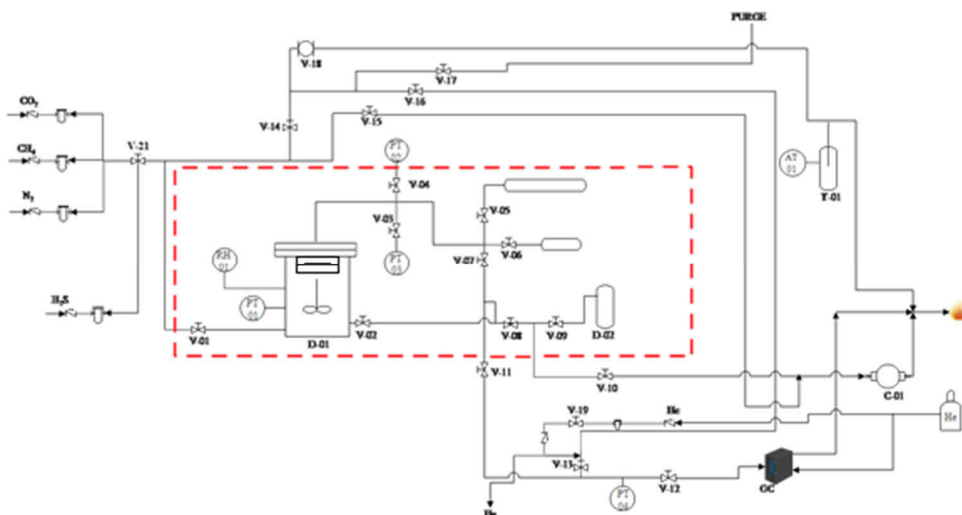 PURGE
V-18
V-17
V-16
CO₂
V-14
V-15
CH₄
V-21
PT
02
AT
01
T-01
V-04
N₂
V-05
V-03
V-06
RH
01
V-07
PT
03
H₂S
V-01
D-01
V-02
V-08
V-09
D-02
V-11
V-10
C-01
V-19
He
He
V-13
V-12
GC
PT
04